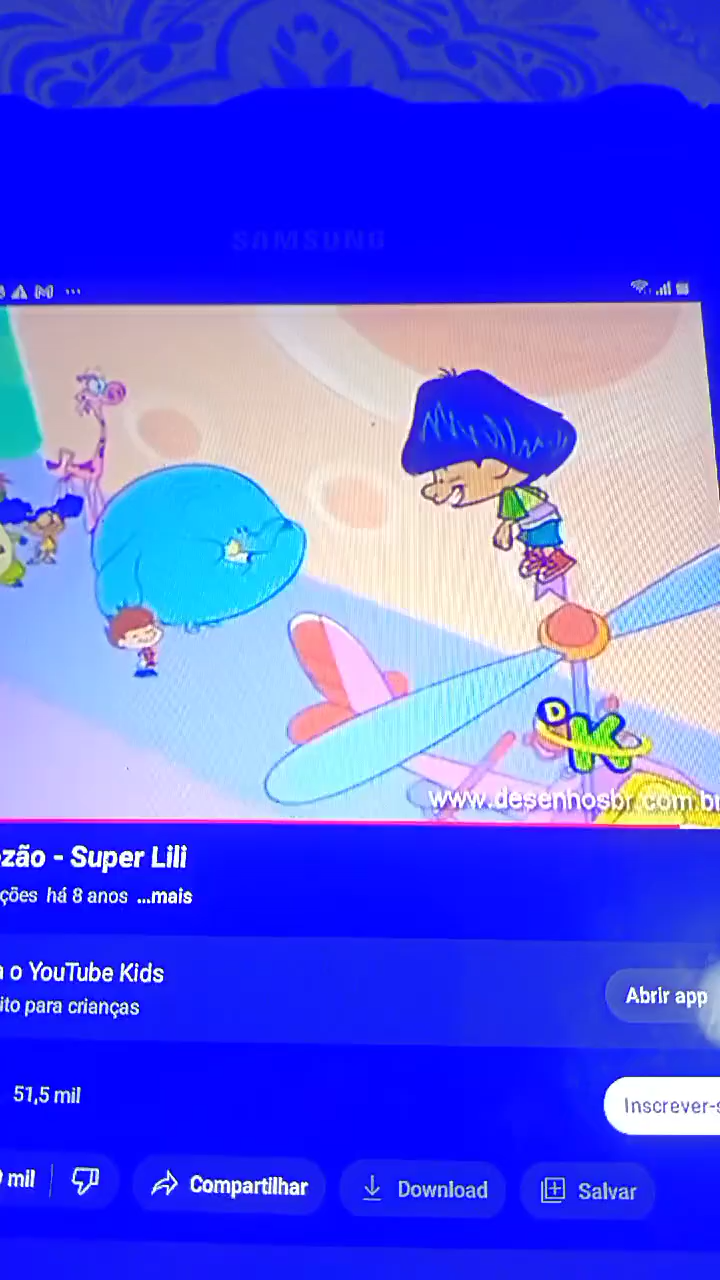 SAMSUNG
www.desenhosbr.com.br
DK
zão - Super Lili
ções há 8 anos ...mais
a o YouTube Kids
Abrir app
ito para crianças
51,5 mil
Inscrever-s
mil
Compartilhar
Download
Salvar